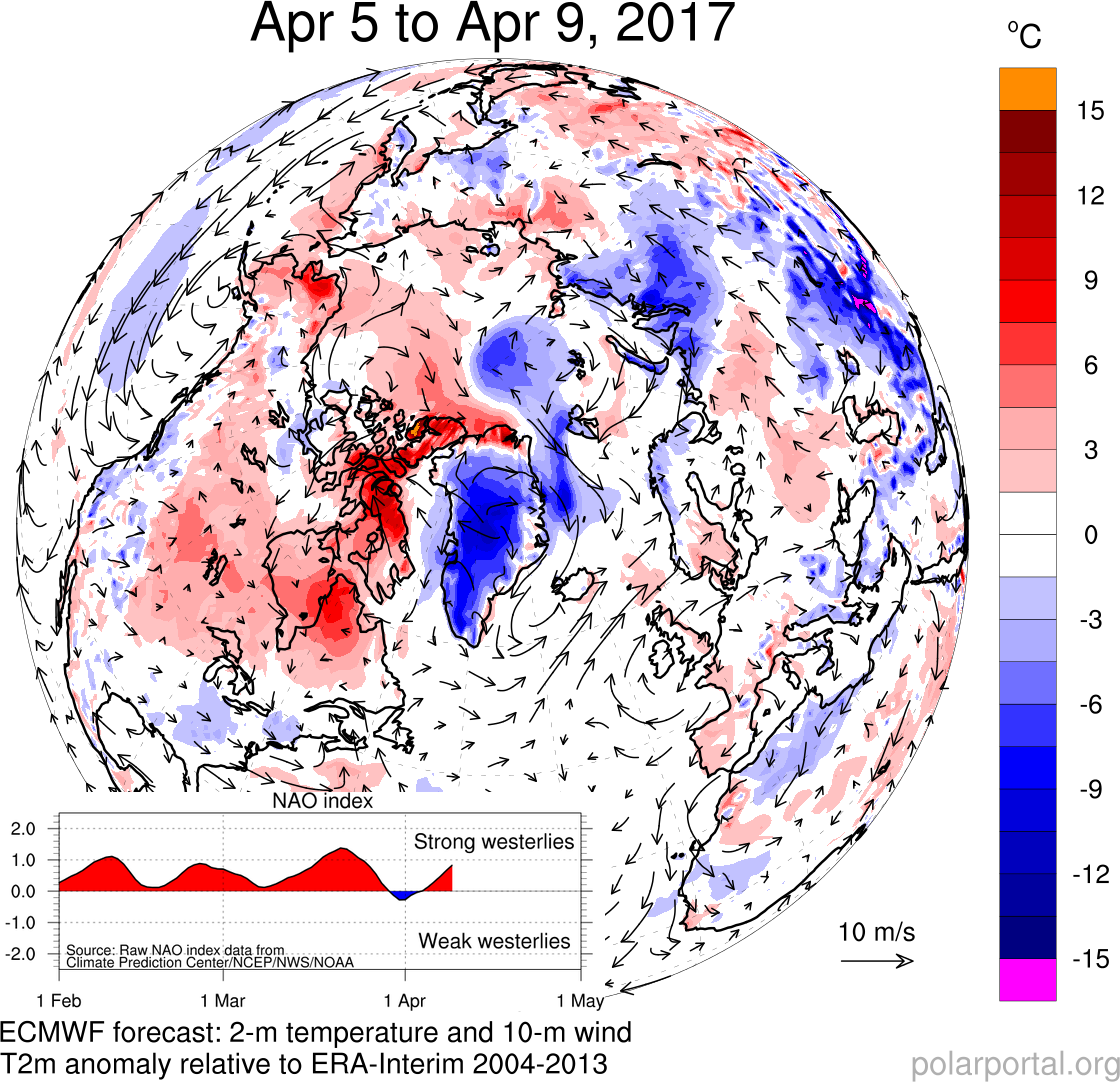 Apr 5 to Apr 9, 2017
oC
15
12
9
6
3
0
-3
-6
-9
-12
-15
10 m/s
NAO index
2.0
1.0
0.0
-1.0
-2.0
Strong westerlies
Weak westerlies
Source: Raw NAO index data from
Climate Prediction Center/NCEP/NWS/NOAA
1 Feb
1 Mar
1 Apr
1 May
ECMWF forecast: 2-m temperature and 10-m wind
T2m anomaly relative to ERA-Interim 2004-2013
polarportal.org